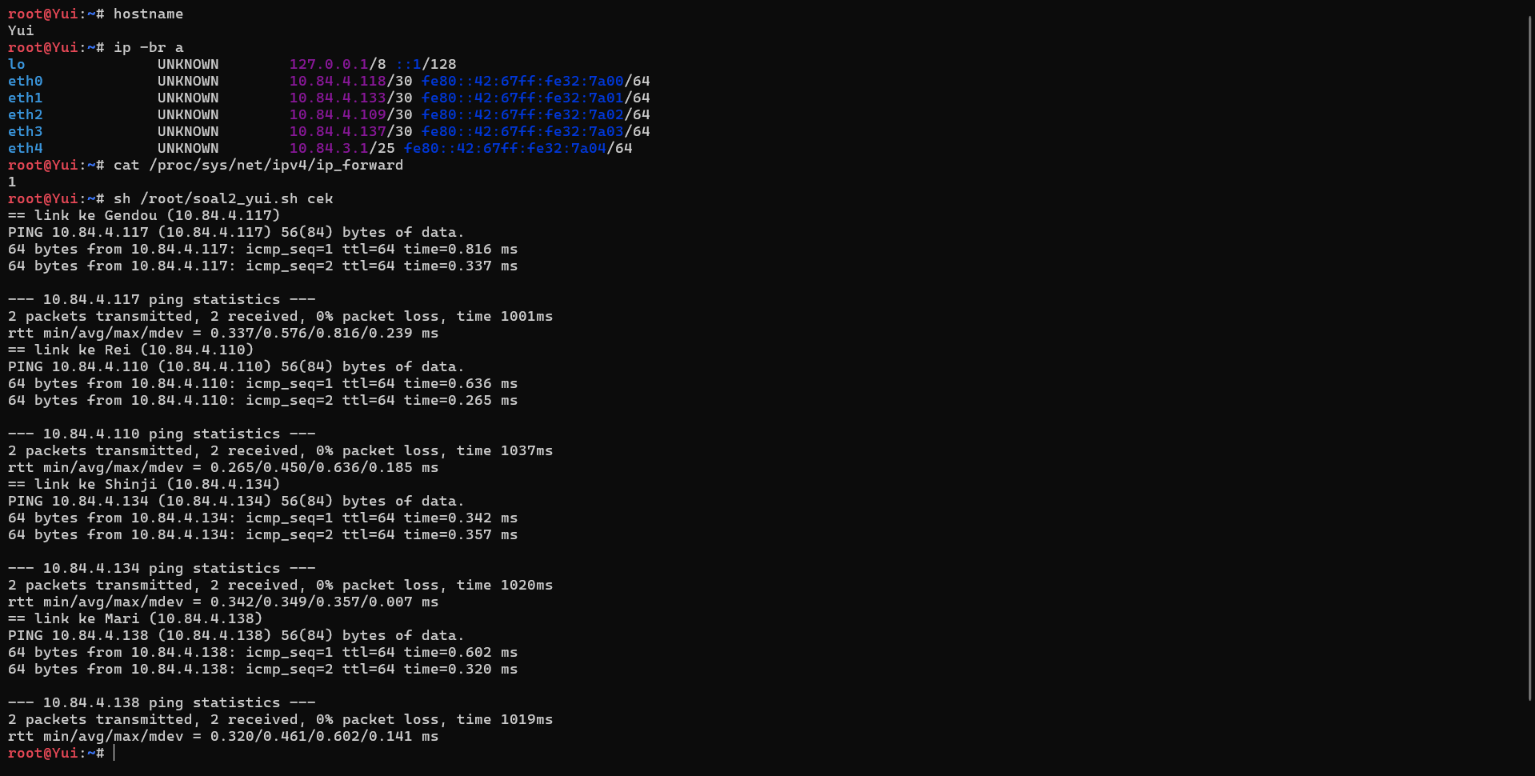 root@Yui:~# hostname
Yui
root@Yui:~# ip -br a
lo               UNKNOWN        127.0.0.1/8 ::1/128
eth0             UNKNOWN        10.84.4.118/30 fe80::42:67ff:fe32:7a00/64
eth1             UNKNOWN        10.84.4.133/30 fe80::42:67ff:fe32:7a01/64
eth2             UNKNOWN        10.84.4.109/30 fe80::42:67ff:fe32:7a02/64
eth3             UNKNOWN        10.84.4.137/30 fe80::42:67ff:fe32:7a03/64
eth4             UNKNOWN        10.84.3.1/25 fe80::42:67ff:fe32:7a04/64
root@Yui:~# cat /proc/sys/net/ipv4/ip_forward
1
root@Yui:~# sh /root/soal2_yui.sh cek
== link ke Gendou (10.84.4.117)
PING 10.84.4.117 (10.84.4.117) 56(84) bytes of data.
64 bytes from 10.84.4.117: icmp_seq=1 ttl=64 time=0.816 ms
64 bytes from 10.84.4.117: icmp_seq=2 ttl=64 time=0.337 ms

--- 10.84.4.117 ping statistics ---
2 packets transmitted, 2 received, 0% packet loss, time 1001ms
rtt min/avg/max/mdev = 0.337/0.576/0.816/0.239 ms
== link ke Rei (10.84.4.110)
PING 10.84.4.110 (10.84.4.110) 56(84) bytes of data.
64 bytes from 10.84.4.110: icmp_seq=1 ttl=64 time=0.636 ms
64 bytes from 10.84.4.110: icmp_seq=2 ttl=64 time=0.265 ms

--- 10.84.4.110 ping statistics ---
2 packets transmitted, 2 received, 0% packet loss, time 1037ms
rtt min/avg/max/mdev = 0.265/0.450/0.636/0.185 ms
== link ke Shinji (10.84.4.134)
PING 10.84.4.134 (10.84.4.134) 56(84) bytes of data.
64 bytes from 10.84.4.134: icmp_seq=1 ttl=64 time=0.342 ms
64 bytes from 10.84.4.134: icmp_seq=2 ttl=64 time=0.357 ms

--- 10.84.4.134 ping statistics ---
2 packets transmitted, 2 received, 0% packet loss, time 1020ms
rtt min/avg/max/mdev = 0.342/0.349/0.357/0.007 ms
== link ke Mari (10.84.4.138)
PING 10.84.4.138 (10.84.4.138) 56(84) bytes of data.
64 bytes from 10.84.4.138: icmp_seq=1 ttl=64 time=0.602 ms
64 bytes from 10.84.4.138: icmp_seq=2 ttl=64 time=0.320 ms

--- 10.84.4.138 ping statistics ---
2 packets transmitted, 2 received, 0% packet loss, time 1019ms
rtt min/avg/max/mdev = 0.320/0.461/0.602/0.141 ms
root@Yui:~#